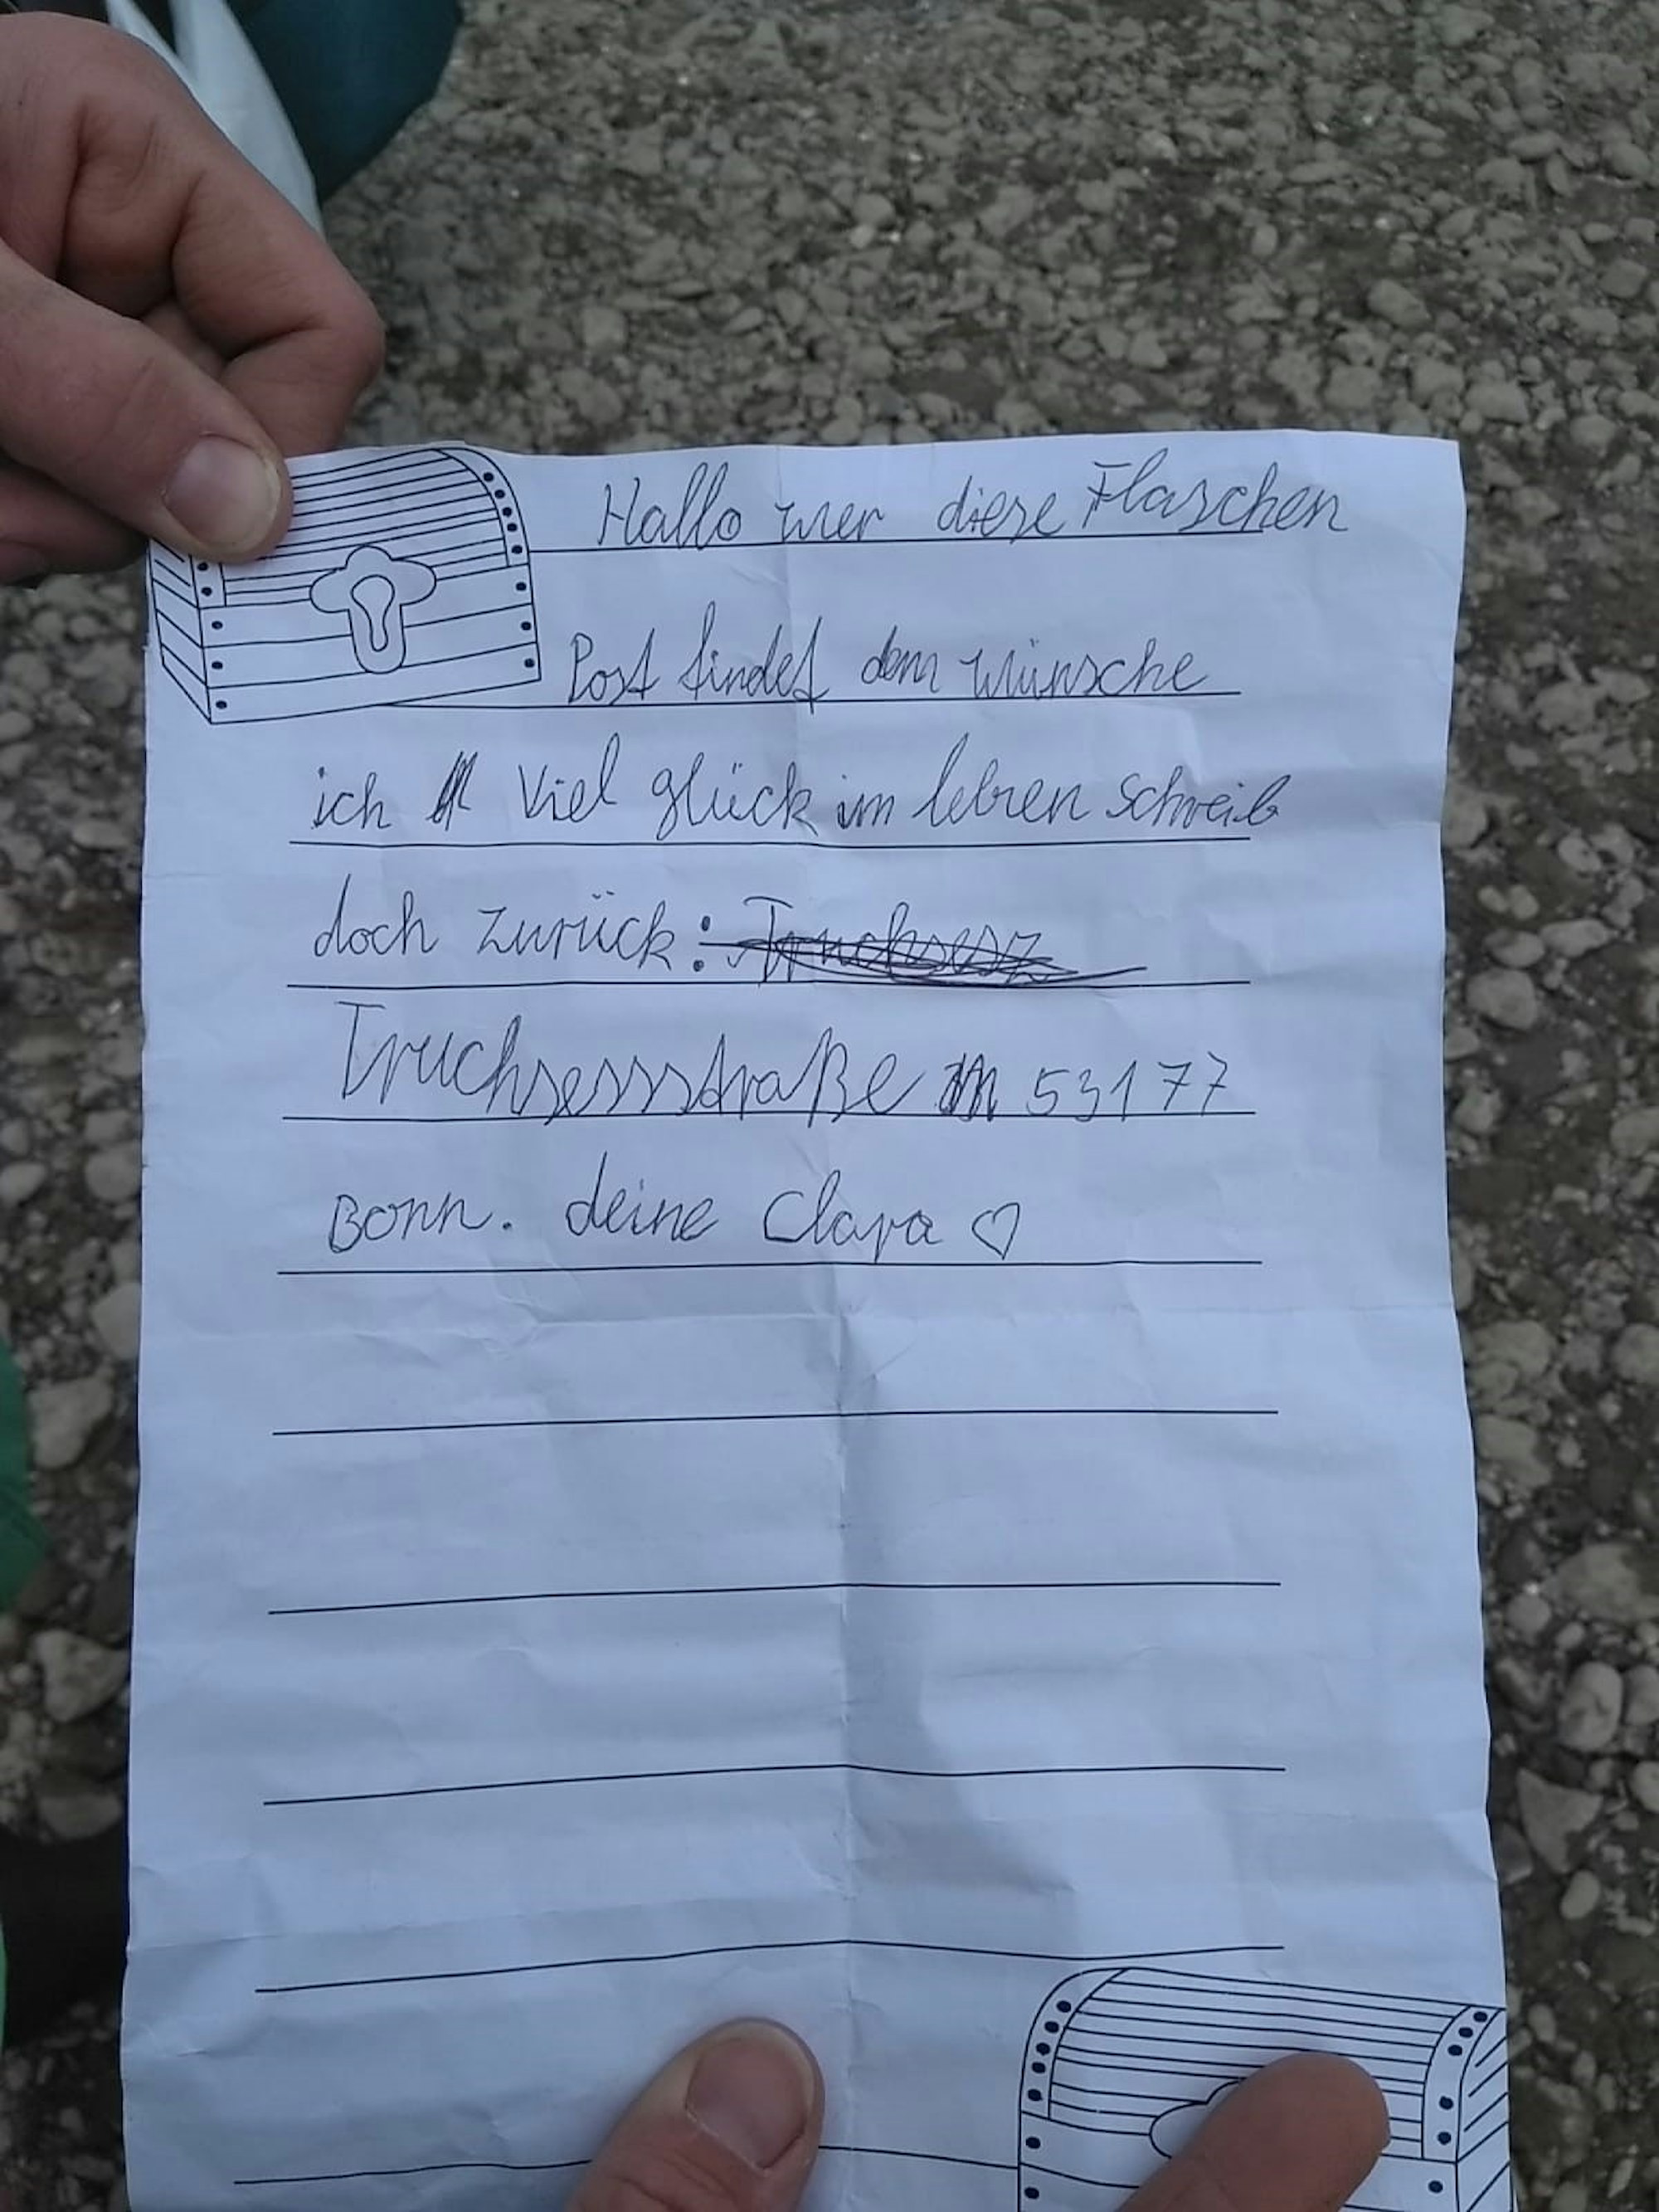 Hallo wer diese Flaschen
Post findet dem wünsche
ich viel glück im leben schreib
doch zurück:
Truchsessstraße 53177
Bonn. deine Clara ♡